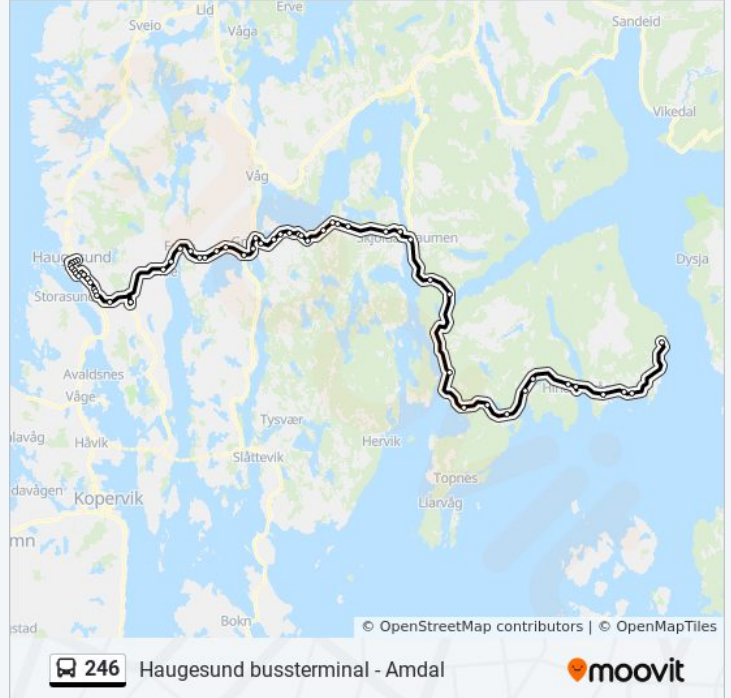 Erve
Lid
Sveio
Våga
Sandeid
Vikedal
Våg
Haugesund
Skjoldastraumen
Dysja
Storasund
Avaldsnes
Våge
Tysvær
Håvik
Hervik
Slåttevik
Topnes
Liarvåg
Kopervik
Bokn
© OpenStreetMap contributors | © OpenMapTiles
246 Haugesund bussterminal - Amdal
moovit